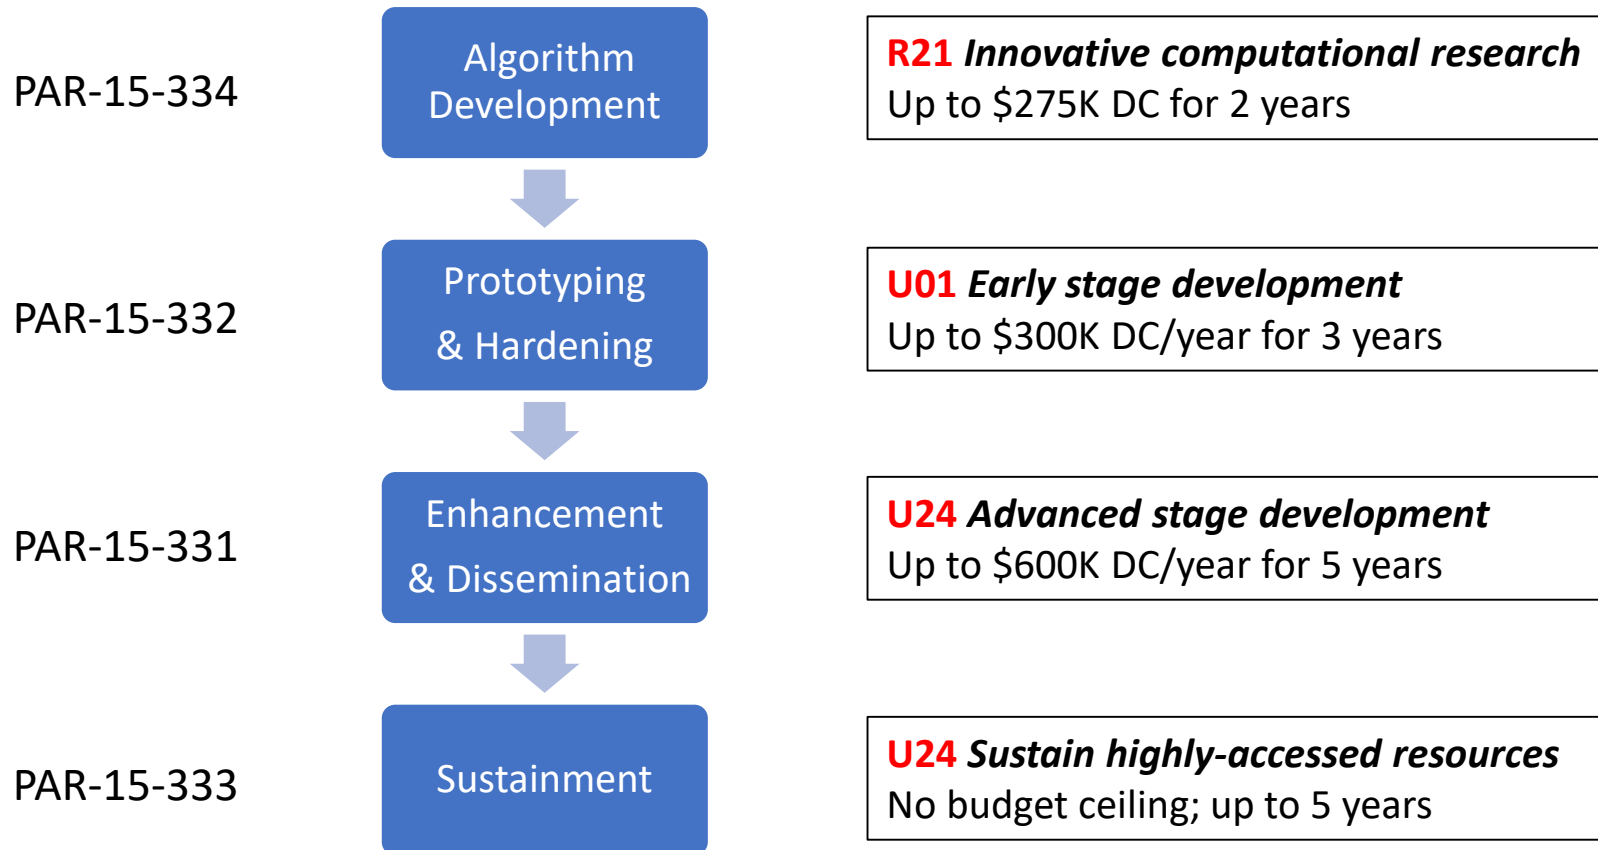 PAR-15-334
Algorithm
Development
R21 Innovative computational research
Up to $275K DC for 2 years
PAR-15-332
Prototyping
& Hardening
U01 Early stage development
Up to $300K DC/year for 3 years
PAR-15-331
Enhancement
& Dissemination
U24 Advanced stage development
Up to $600K DC/year for 5 years
PAR-15-333
Sustainment
U24 Sustain highly-accessed resources
No budget ceiling; up to 5 years